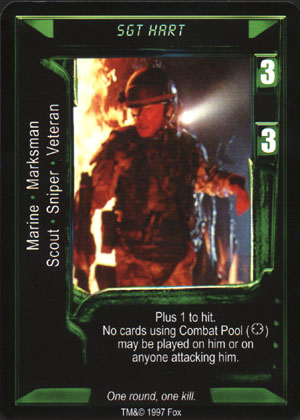 SGT HART
3
3
Marine • Marksman
Scout • Sniper • Veteran
Plus 1 to hit.
No cards using Combat Pool ( )
may be played on him or on
anyone attacking him.
One round, one kill.
TM&© 1997 Fox